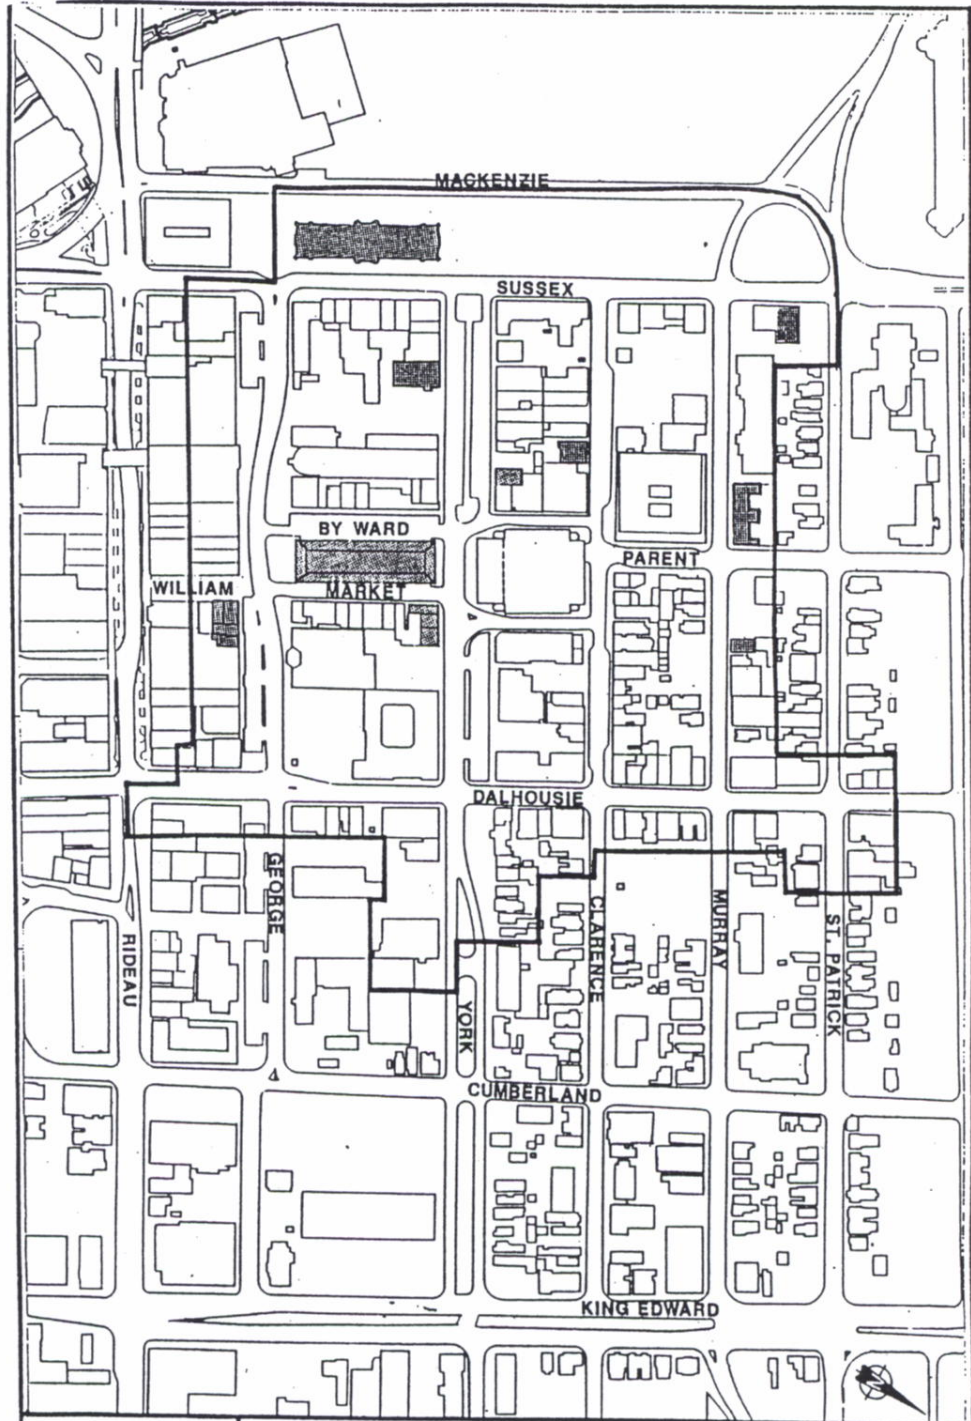 MACKENZIE
SUSSEX
BY WARD
PARENT
WILLIAM
MARKET
DALHOUSIE
GEORGE
CLARENCE
MURRAY
ST. PATRICK
RIDEAU
YORK
CUMBERLAND
KING EDWARD
N